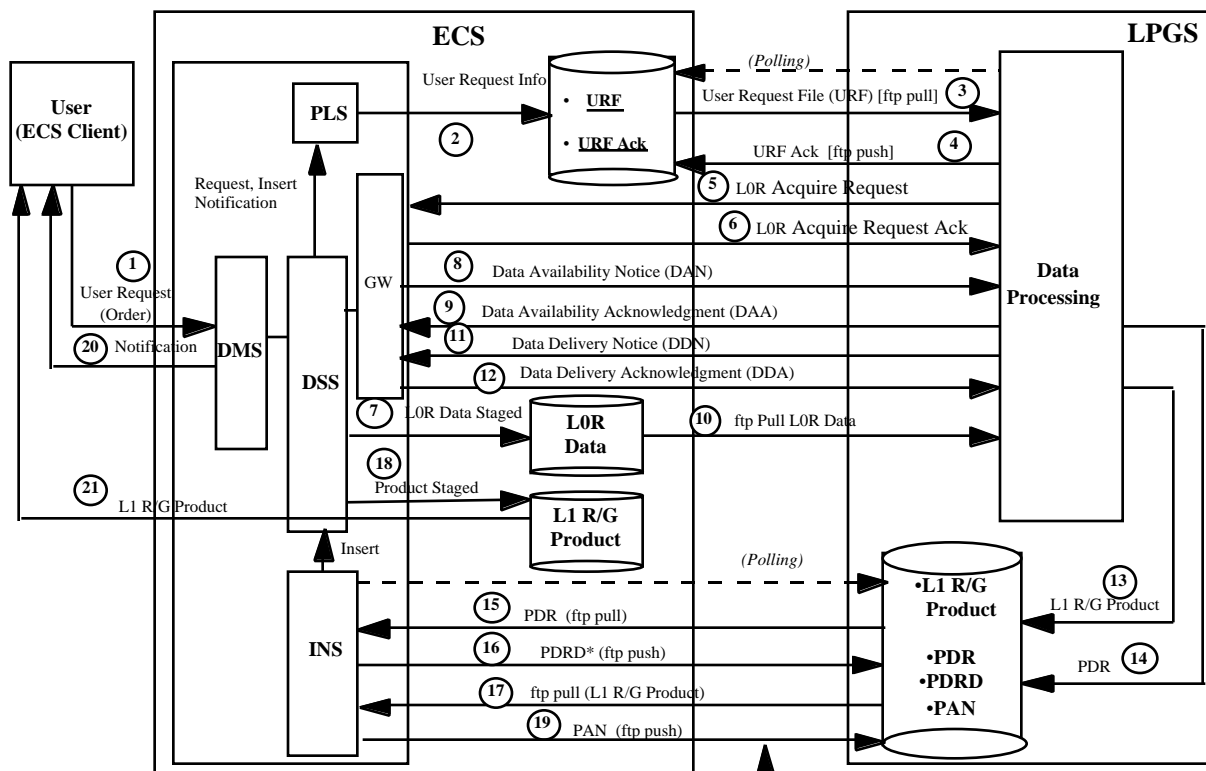 ECS
LPGS
User
(ECS Client)
PLS
User Request Info
2
• URF
• URF Ack
(Polling)
3
User Request File (URF) [ftp pull]
4
URF Ack [ftp push]
5
L0R Acquire Request
6
L0R Acquire Request Ack
Request, Insert
Notification
GW
8
Data Availability Notice (DAN)
9
Data Availability Acknowledgment (DAA)
11
Data Delivery Notice (DDN)
12
Data Delivery Acknowledgment (DDA)
Data
Processing
1
User Request
(Order)
20
Notification
DMS
DSS
7
L0R Data Staged
L0R
Data
10
ftp Pull L0R Data
18
Product Staged
L1 R/G
Product
21
L1 R/G Product
Insert
(Polling)
INS
15
PDR (ftp pull)
16
PDRD* (ftp push)
17
ftp pull (L1 R/G Product)
19
PAN (ftp push)
•L1 R/G
Product
•PDR
•PDRD
•PAN
13
L1 R/G Product
14
PDR